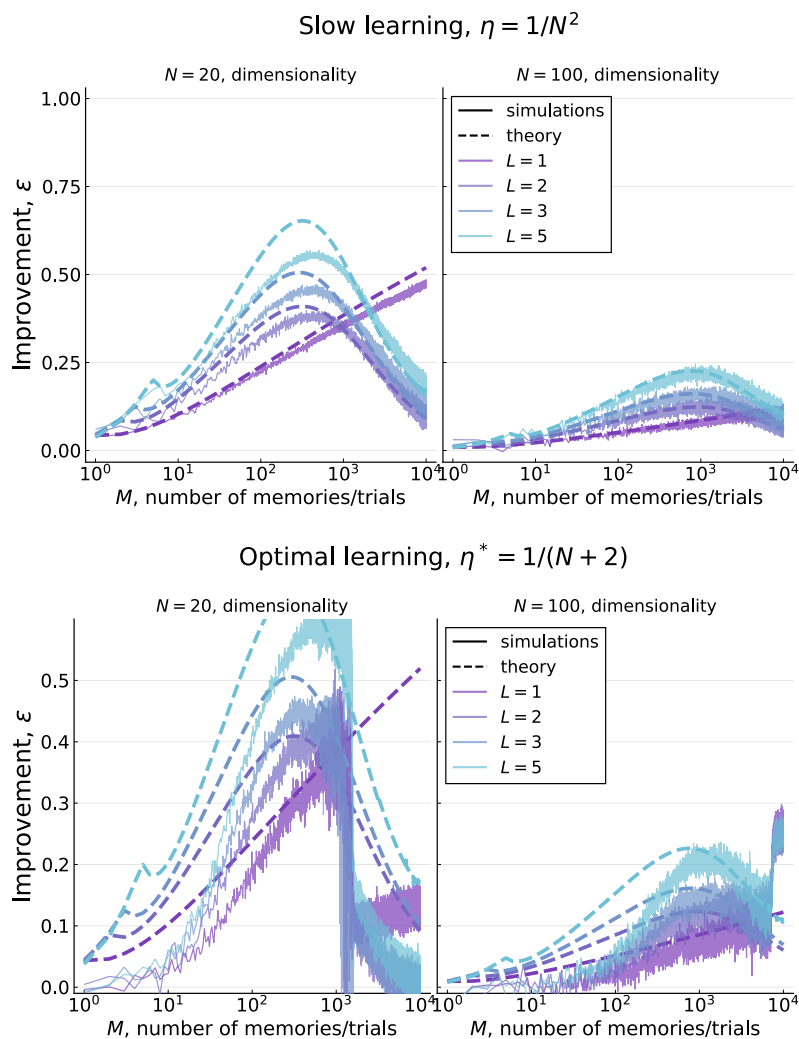 Slow learning, η = 1/N²
N = 20, dimensionality
N = 100, dimensionality
1.00
0.75
0.50
0.25
0.00
Improvement, ε
simulations
theory
L = 1
L = 2
L = 3
L = 5
10⁰ 10¹ 10² 10³ 10⁴
10⁰ 10¹ 10² 10³ 10⁴
M, number of memories/trials
M, number of memories/trials
Optimal learning, η* = 1/(N + 2)
N = 20, dimensionality
N = 100, dimensionality
0.5
0.4
0.3
0.2
0.1
0.0
Improvement, ε
simulations
theory
L = 1
L = 2
L = 3
L = 5
10⁰ 10¹ 10² 10³ 10⁴
10⁰ 10¹ 10² 10³ 10⁴
M, number of memories/trials
M, number of memories/trials